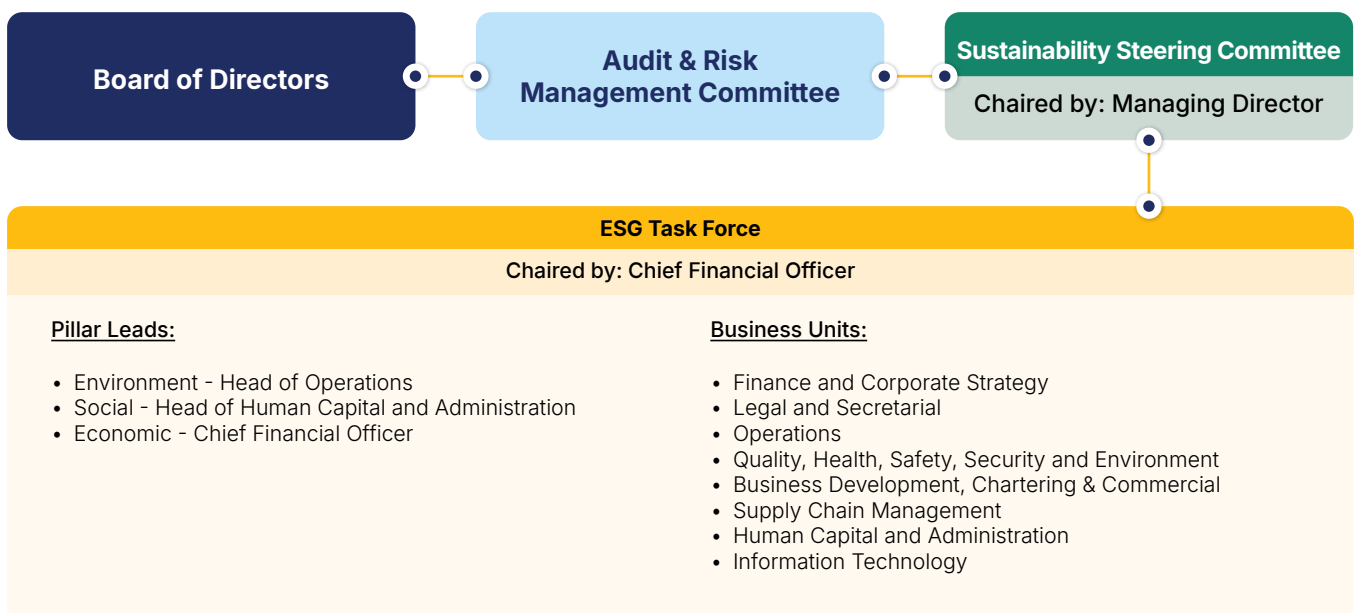 Board of Directors
Audit & Risk
Management Committee
Sustainability Steering Committee
Chaired by: Managing Director
ESG Task Force
Chaired by: Chief Financial Officer
Pillar Leads:
• Environment - Head of Operations
• Social - Head of Human Capital and Administration
• Economic - Chief Financial Officer
Business Units:
• Finance and Corporate Strategy
• Legal and Secretarial
• Operations
• Quality, Health, Safety, Security and Environment
• Business Development, Chartering & Commercial
• Supply Chain Management
• Human Capital and Administration
• Information Technology